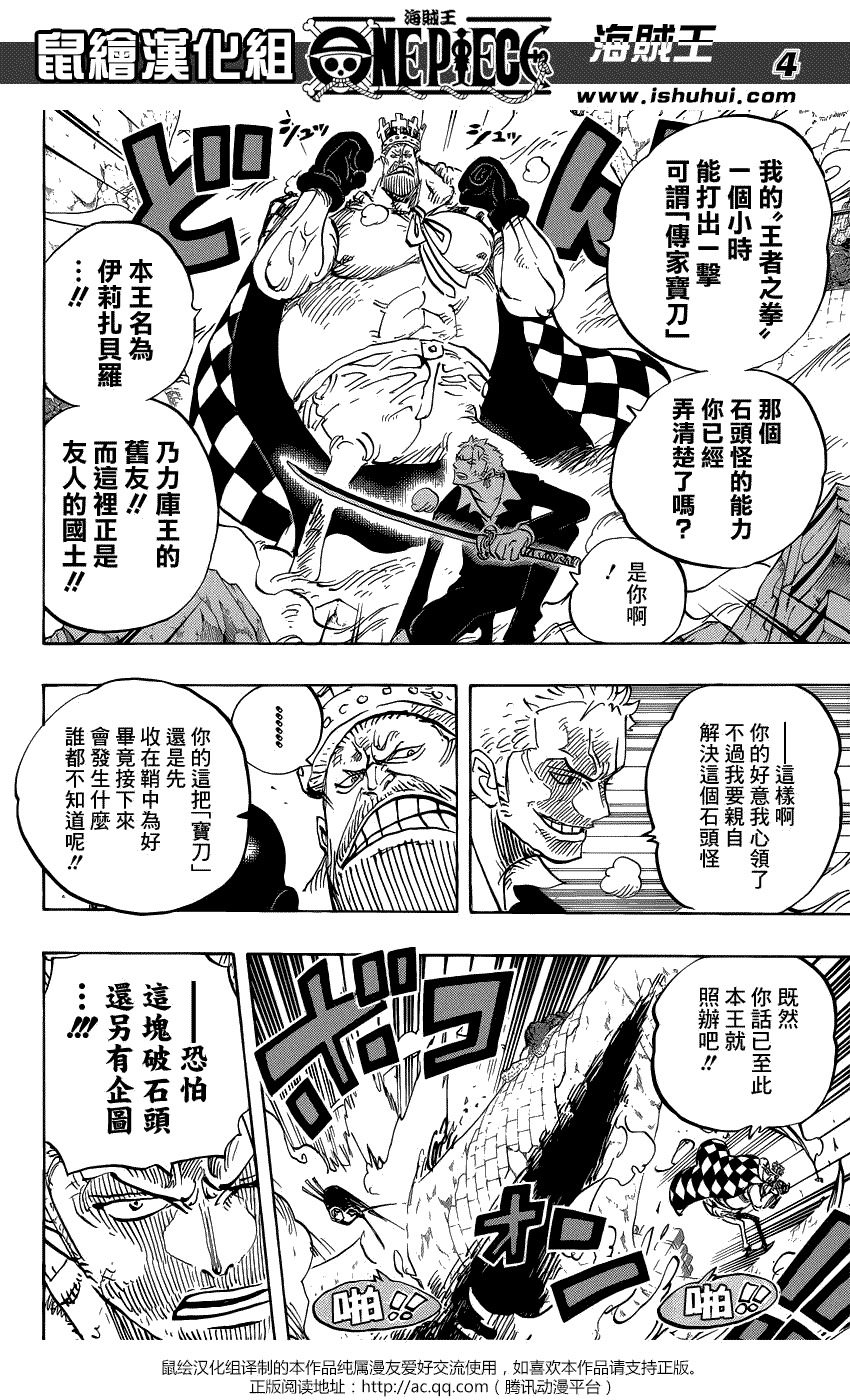 鼠繪漢化組
海賊王
ONE PIECE
海賊王
4
www.ishuhui.com
シュッ
シュッ
どん
我的〝王者之拳〞
一個小時
能打出一擊
可謂「傳家寶刀」
那個
石頭怪的能力
你已經
弄清楚了嗎？
本王名為
伊莉扎貝羅
…!!
乃力庫王的
舊友!!
而這裡正是
友人的國土!!
是你啊
！
——這樣啊
你的好意我心領了
不過我要親自
解決這個石頭怪
………
你的這把「寶刀」
還是先
收在鞘中為好
畢竟接下來
會發生什麼
誰都不知道呢!!
既然
你話已至此
本王就
照辦吧!!
ボコ
オン
啪!!
啪!!
——恐怕
這塊破石頭
還另有企圖
…!!!
鼠绘汉化组译制的本作品纯属漫友爱好交流使用，如喜欢本作品请支持正版。
正版阅读地址：http://ac.qq.com（腾讯动漫平台）